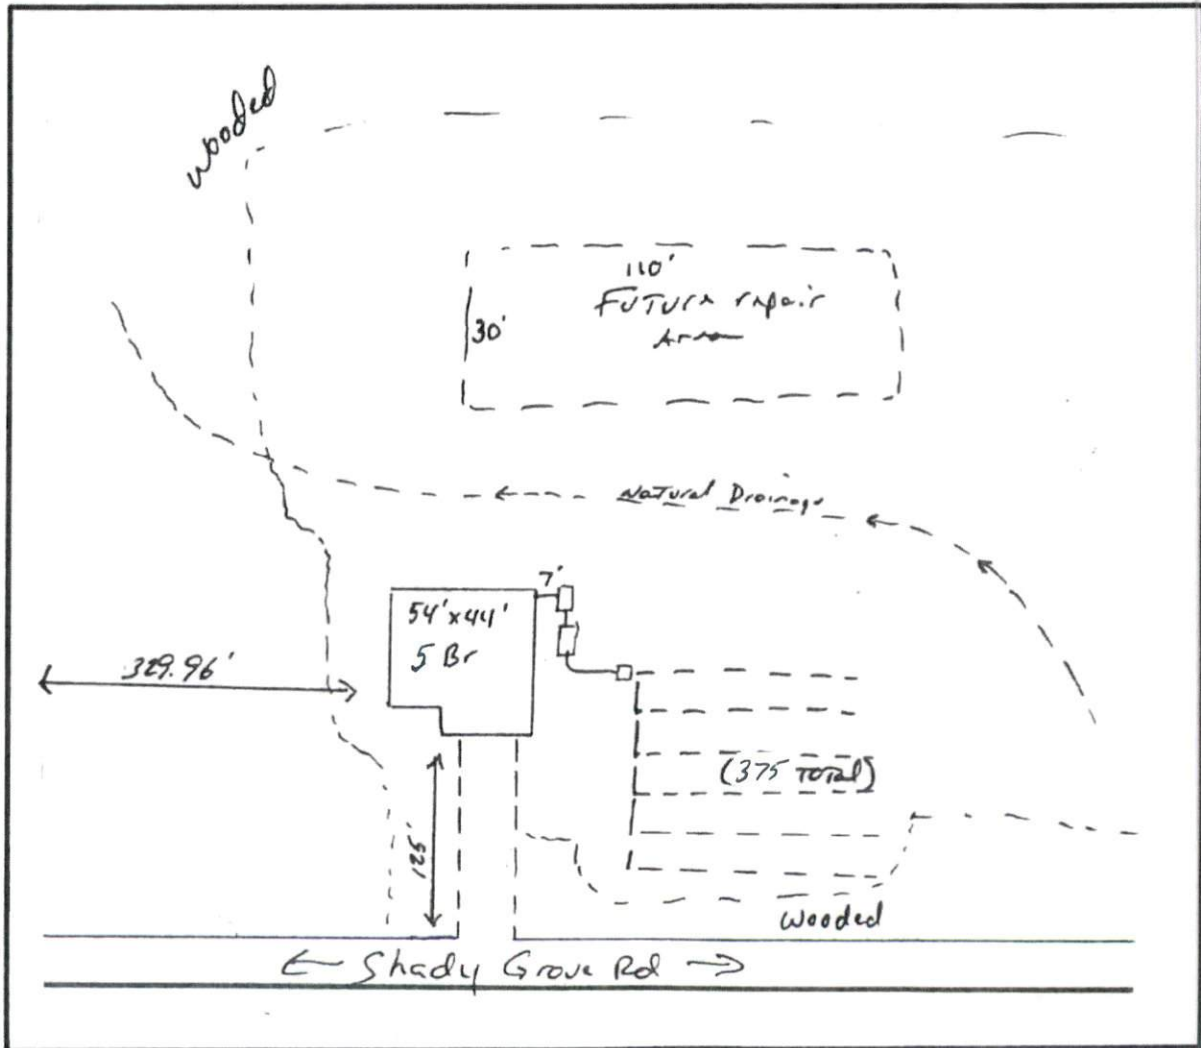 wooded
110'
Future repair
Area
30'
Natural Drainage
7'
54' x 44'
5 Br
329.96'
(375 Total)
125'
wooded
← Shady Grove Rd →